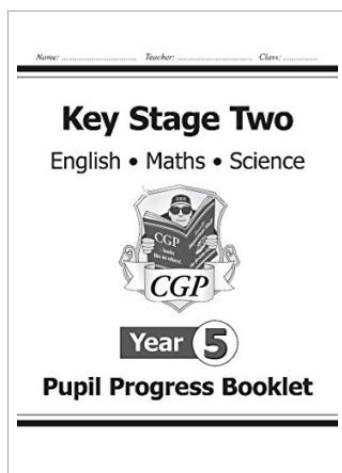 Name: ........................... Teacher: ........................... Class: ..............
Key Stage Two
English • Maths • Science
CGP
CGP
Year 5
Pupil Progress Booklet